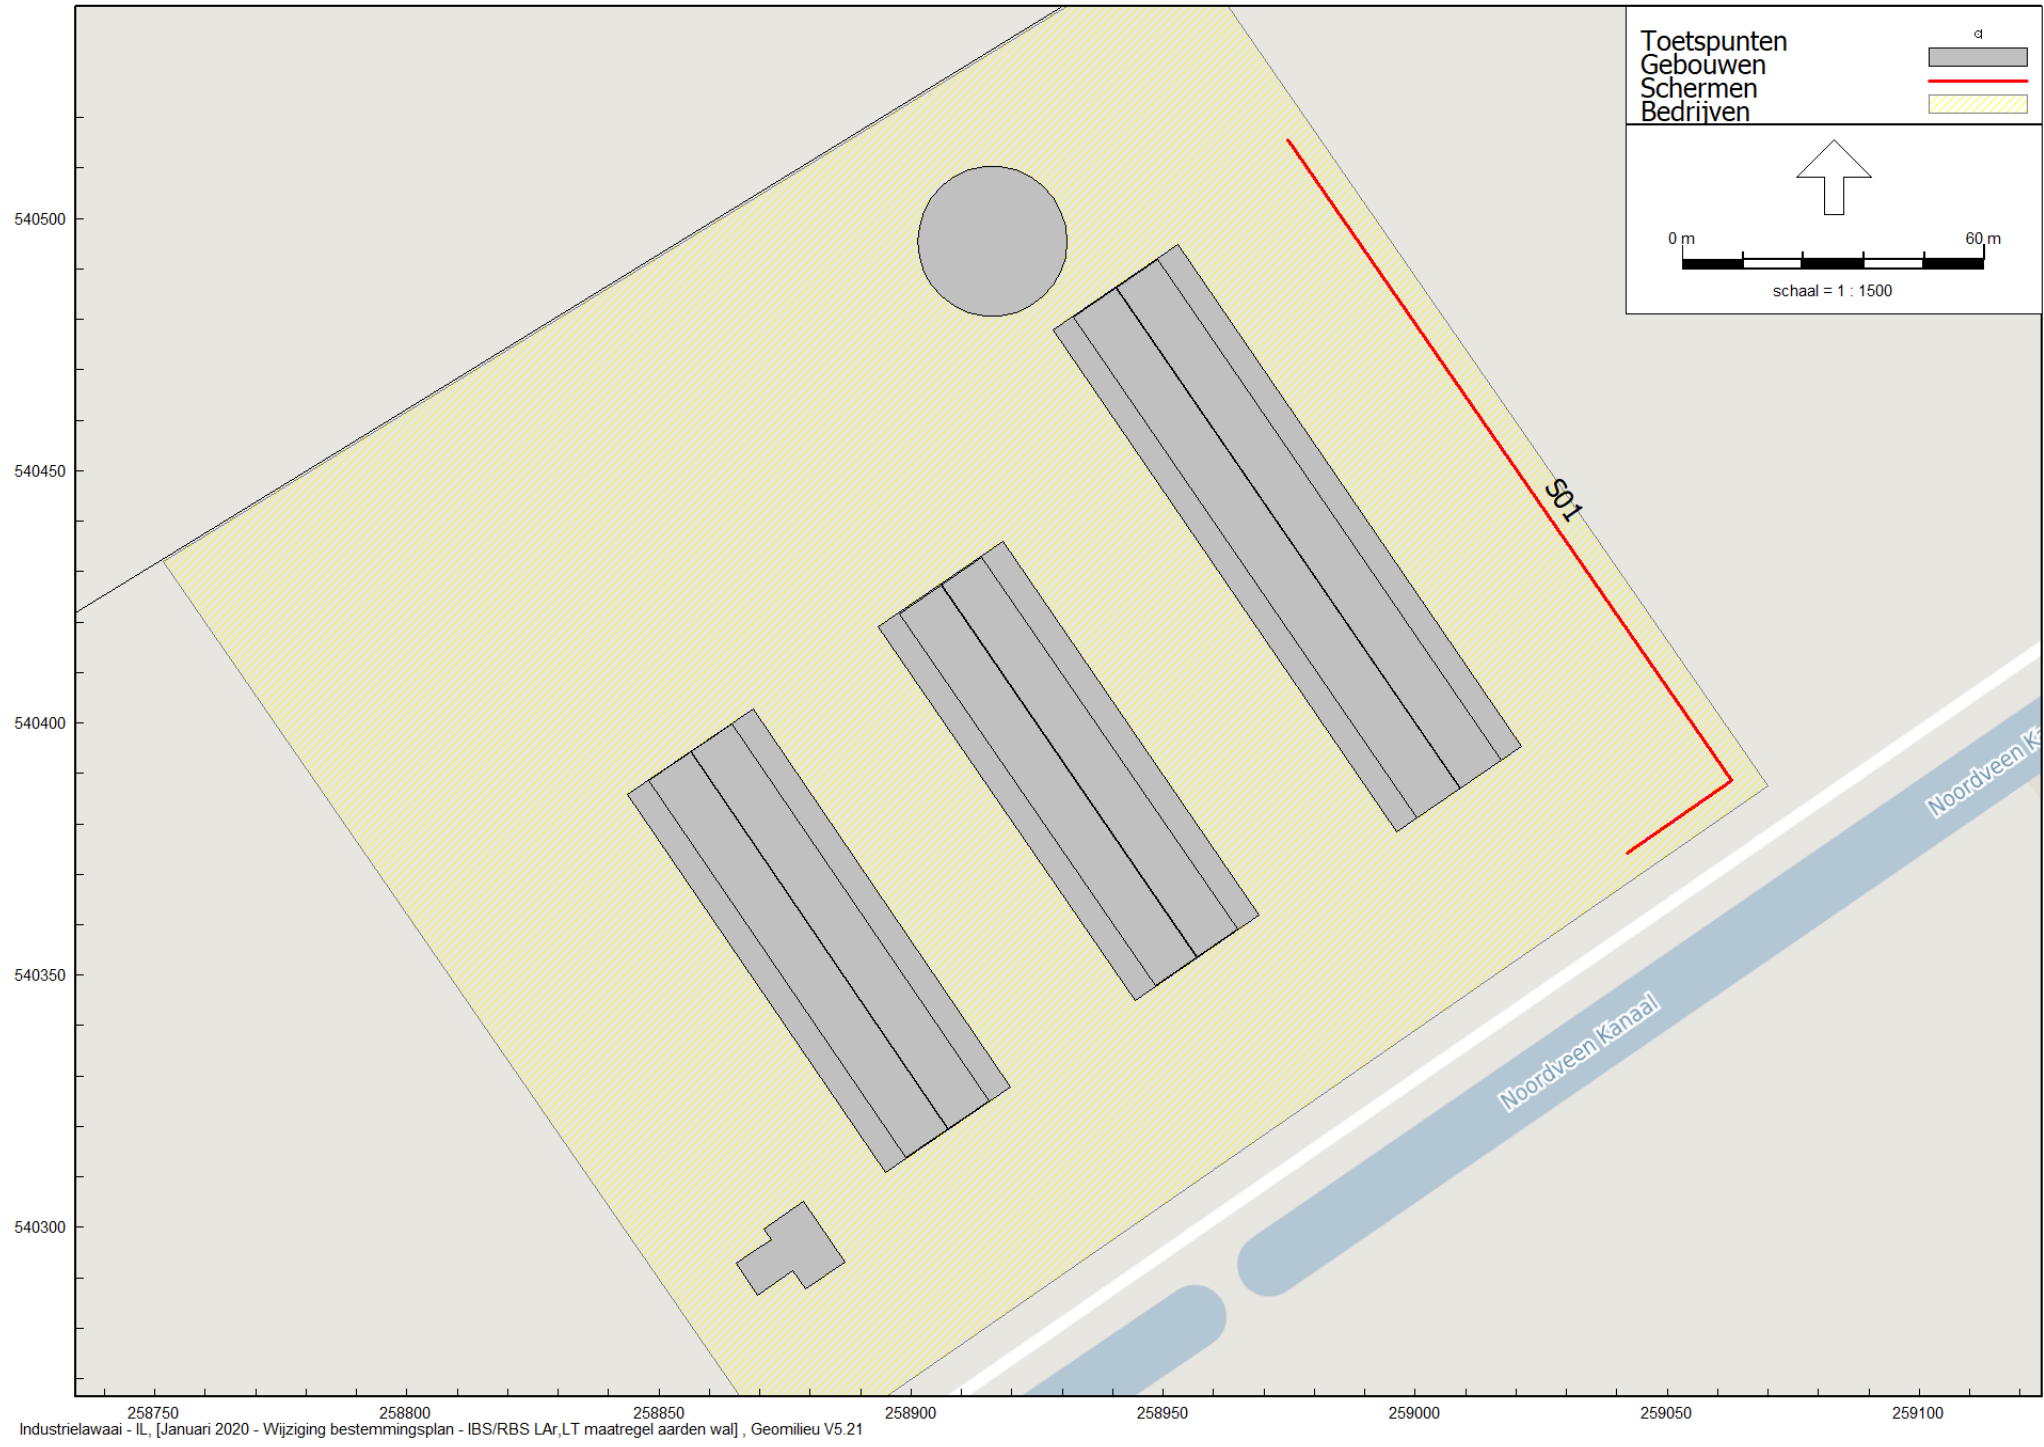 Toetspunten
Gebouwen
Schermen
Bedrijven
0 m 60 m
schaal = 1 : 1500
540500
540450
540400
540350
540300
S01
Noordveen K
Noordveen Kanaal
258750 258800 258850 258900 258950 259000 259050 259100
Industrielawaai - IL, [Januari 2020 - Wijziging bestemmingsplan - IBS/RBS LAr,LT maatregel aarden wal] , Geomilieu V5.21